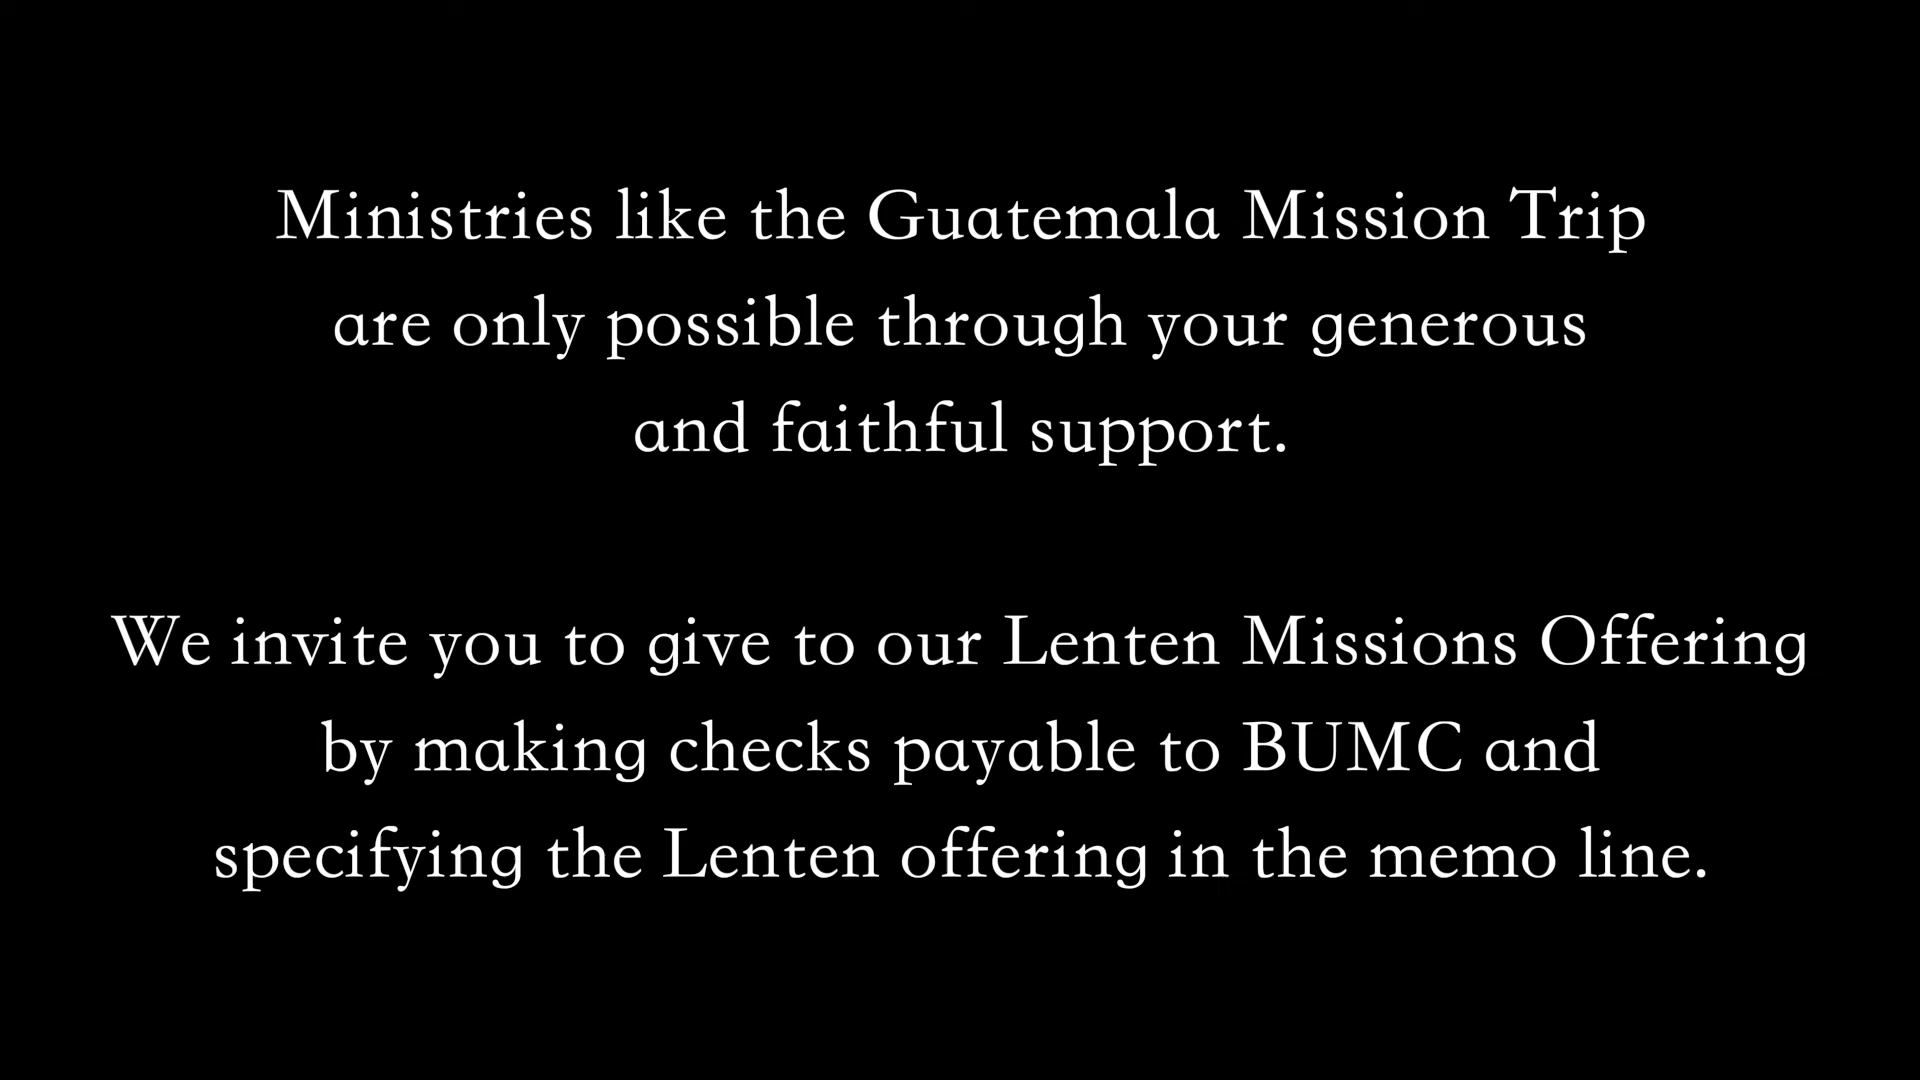 Ministries like the Guatemala Mission Trip
are only possible through your generous
and faithful support.
We invite you to give to our Lenten Missions Offering
by making checks payable to BUMC and
specifying the Lenten offering in the memo line.